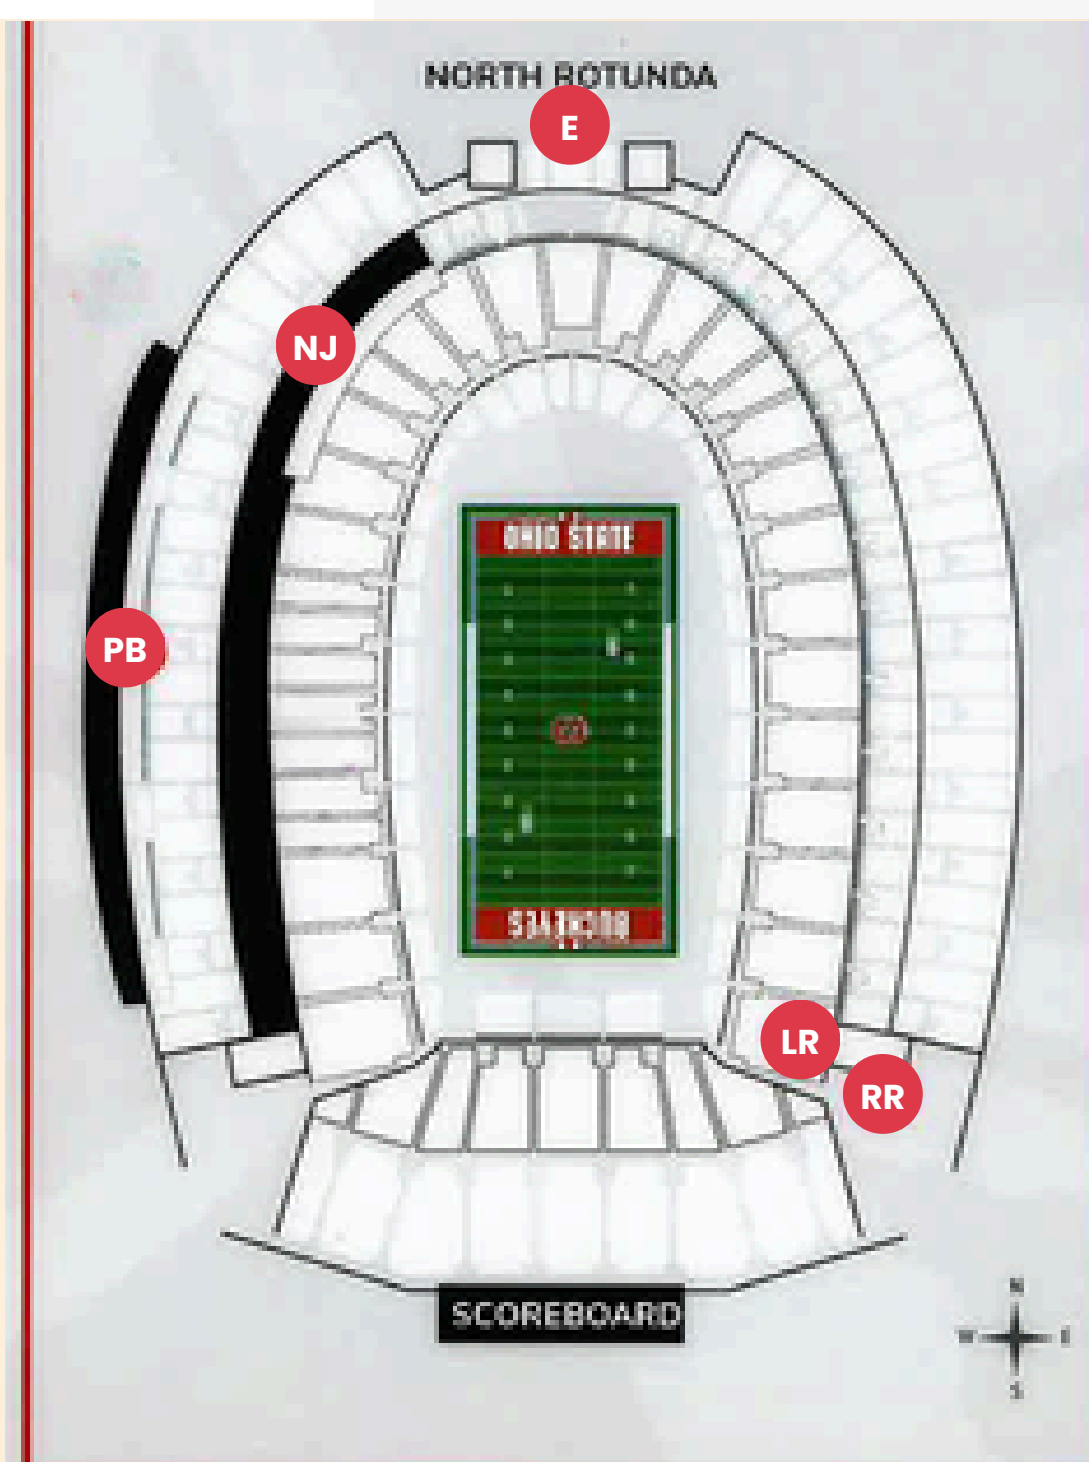 NORTH ROTUNDA
E
NJ
OHIO STATE
PB
BUCKEYES
LR
RR
SCOREBOARD
N
W E
S